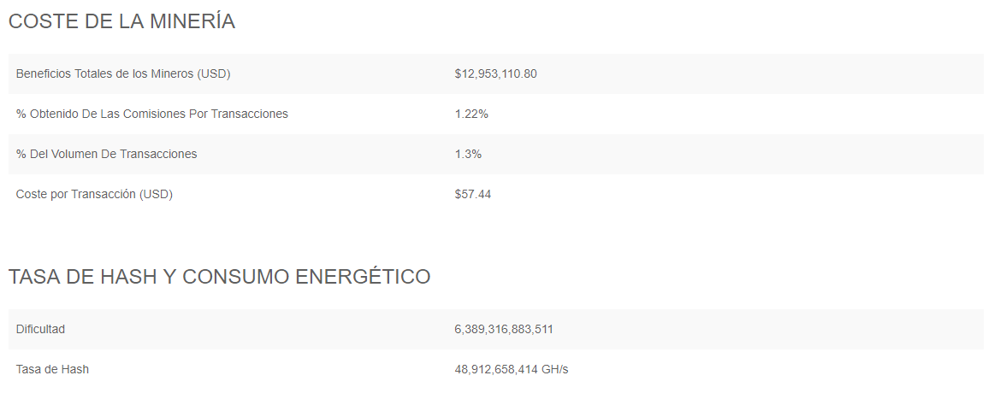 COSTE DE LA MINERÍA
Beneficios Totales de los Mineros (USD) $12,953,110.80
% Obtenido De Las Comisiones Por Transacciones 1.22%
% Del Volumen De Transacciones 1.3%
Coste por Transacción (USD) $57.44
TASA DE HASH Y CONSUMO ENERGÉTICO
Dificultad 6,389,316,883,511
Tasa de Hash 48,912,658,414 GH/s